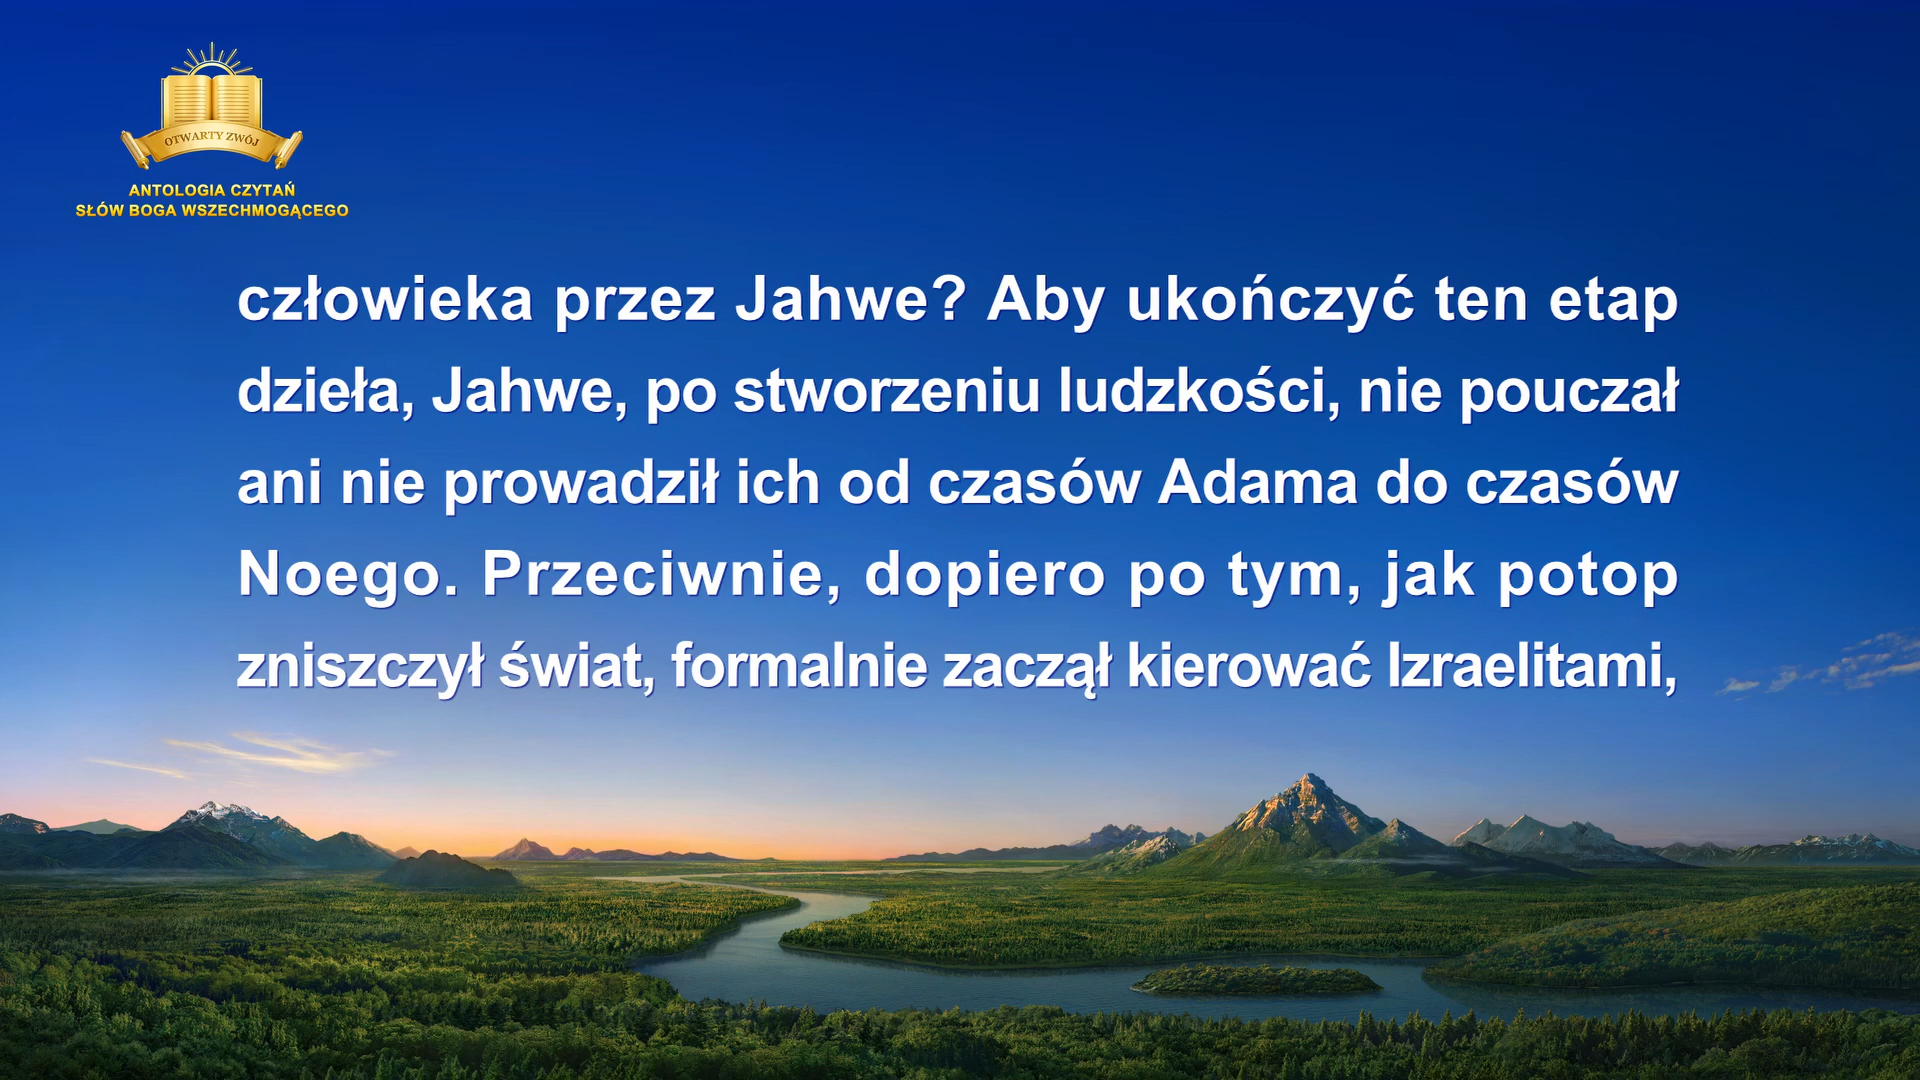 OTWARTY ZWÓJ
ANTOLOGIA CZYTAŃ
SŁÓW BOGA WSZECHMOGĄCEGO
człowieka przez Jahwe? Aby ukończyć ten etap
dzieła, Jahwe, po stworzeniu ludzkości, nie pouczał
ani nie prowadził ich od czasów Adama do czasów
Noego. Przeciwnie, dopiero po tym, jak potop
zniszczył świat, formalnie zaczął kierować Izraelitami,